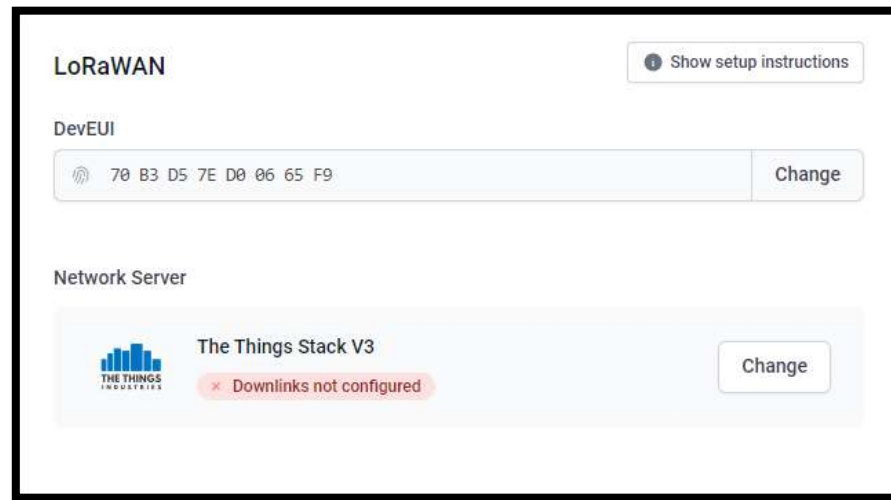 LoRaWAN
Show setup instructions
DevEUI
70 B3 D5 7E D0 06 65 F9
Change
Network Server
The Things Stack V3
THE THINGS
INDUSTRIES
× Downlinks not configured
Change